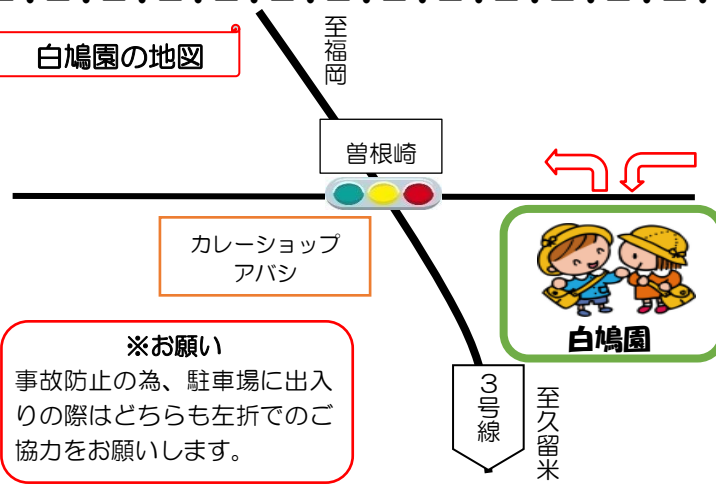 白鳩園の地図
至福岡
曽根崎
カレーショップ
アバシ
白鳩園
※お願い
事故防止の為、駐車場に出入
りの際はどちらも左折でのご
協力をお願いします。
3号線
至久留米